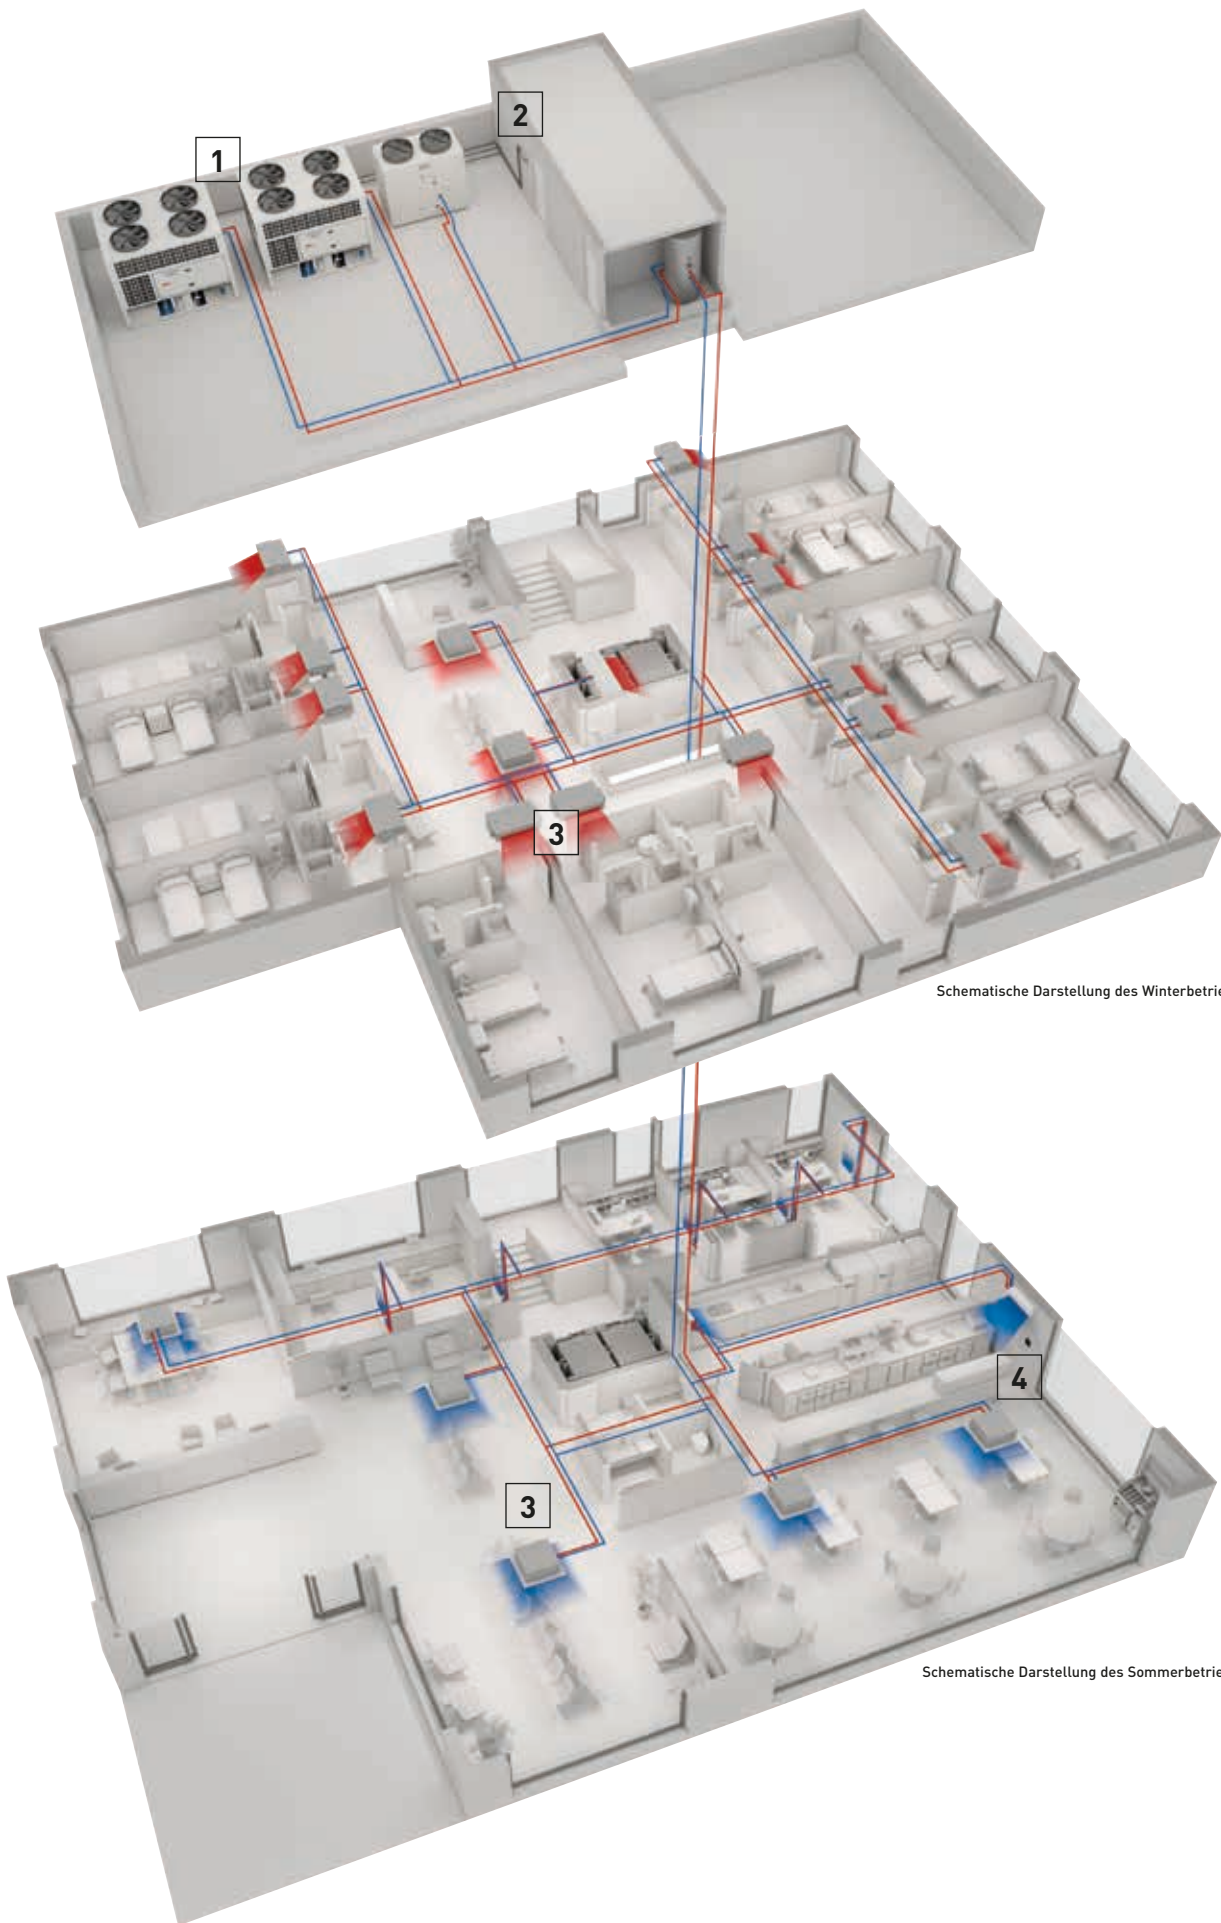 1
2
3
Schematische Darstellung des Winterbetrie
4
3
Schematische Darstellung des Sommerbetrie